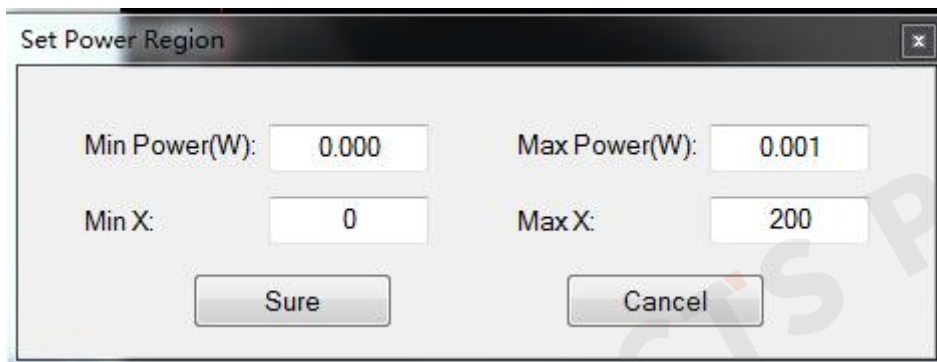 Set Power Region
Min Power(W): 0.000 Max Power(W): 0.001
Min X: 0 Max X: 200
Sure Cancel